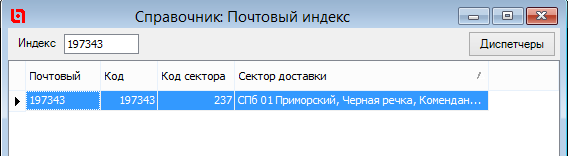 Справочник: Почтовый индекс
Индекс 197343 Диспетчеры
Почтовый Код Код сектора Сектор доставки
197343 197343 237 СПб 01 Приморский, Черная речка, Комендан...